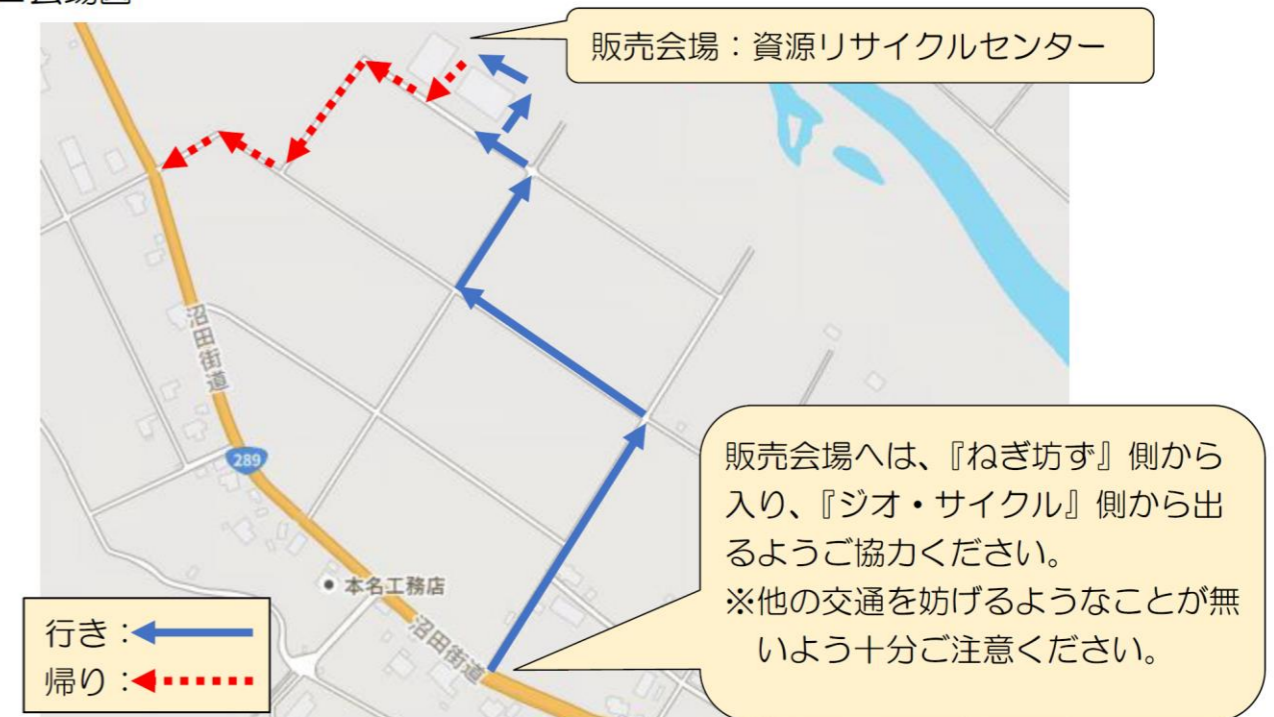 販売会場：資源リサイクルセンター
沼田街道
289
本名工務店
沼田街道
販売会場へは、『ねぎ坊ず』側から
入り、『ジオ・サイクル』側から出
るようご協力ください。
※他の交通を妨げるようなことが無
いよう十分ご注意ください。
行き：
帰り：